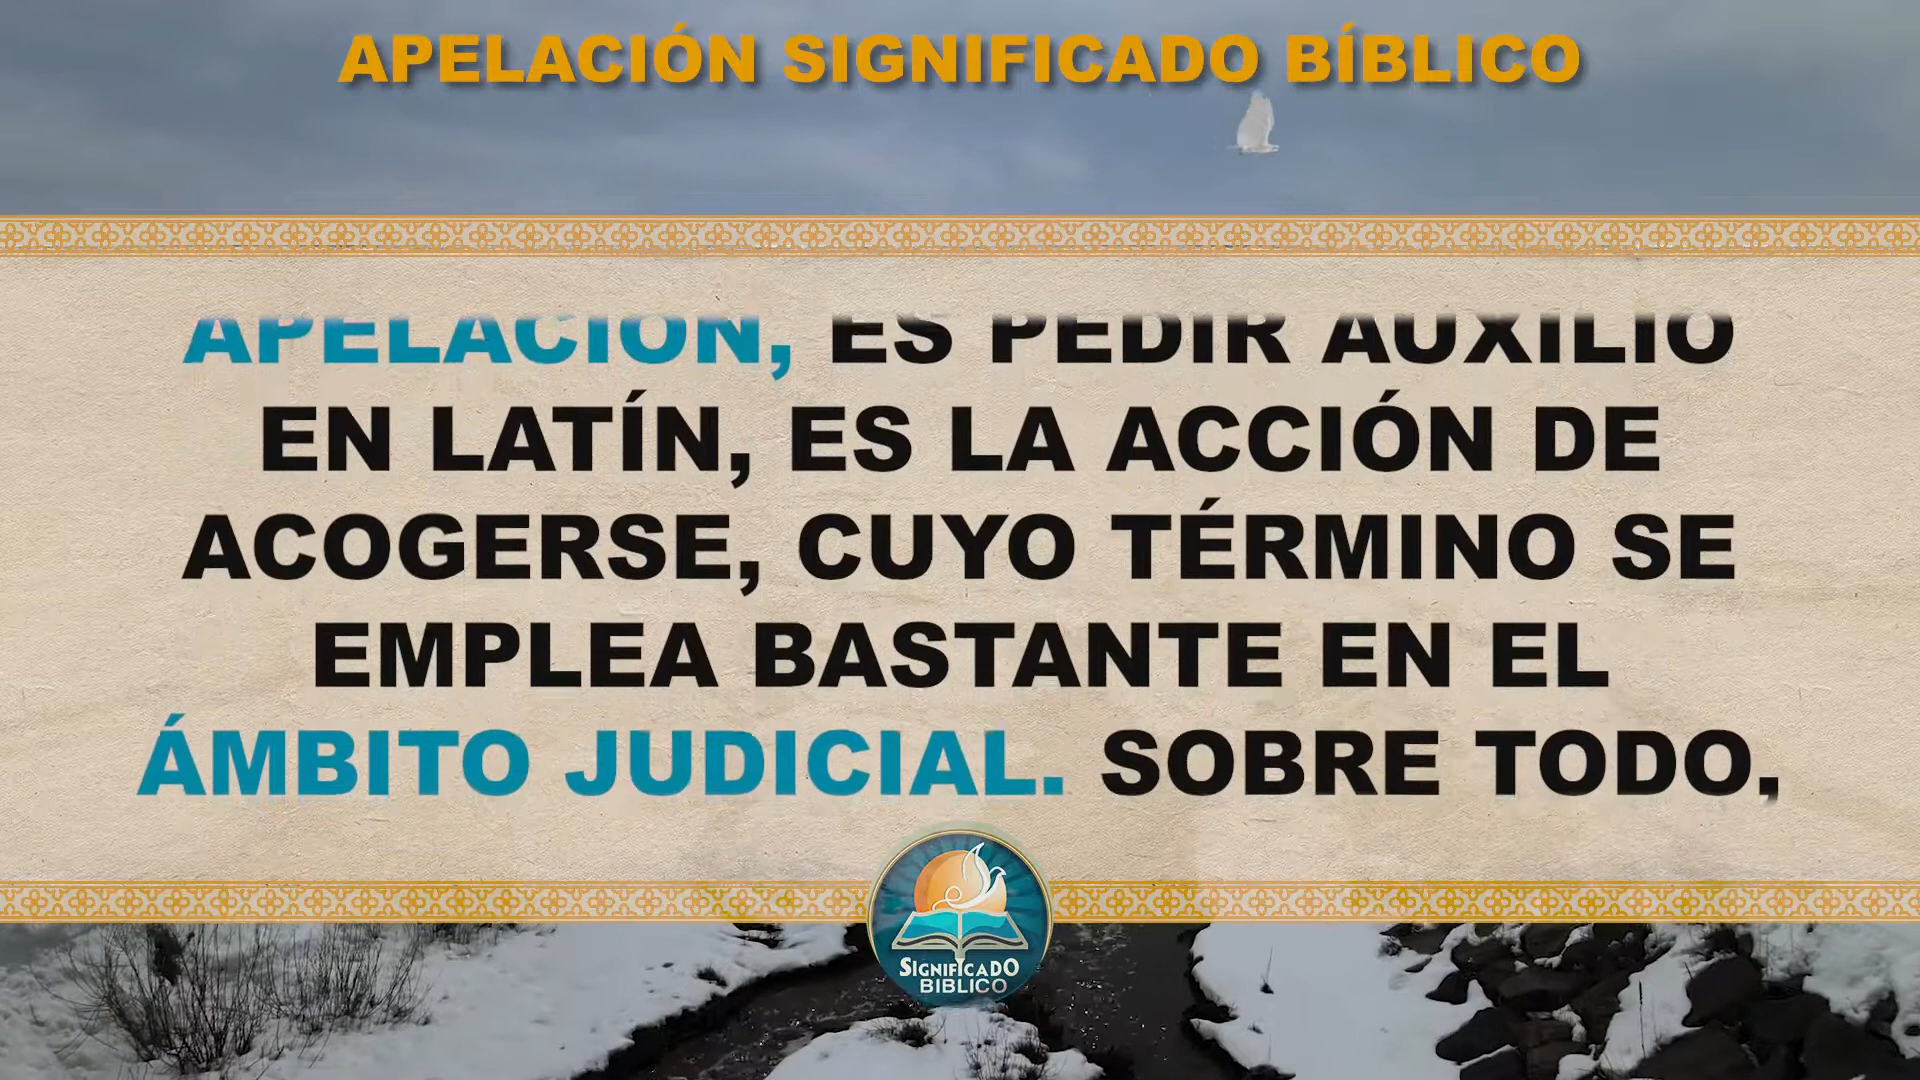 APELACIÓN SIGNIFICADO BÍBLICO
APELACIÓN, ES PEDIR AUXILIO
EN LATÍN, ES LA ACCIÓN DE
ACOGERSE, CUYO TÉRMINO SE
EMPLEA BASTANTE EN EL
ÁMBITO JUDICIAL. SOBRE TODO,
SIGNIFICADO
BIBLICO